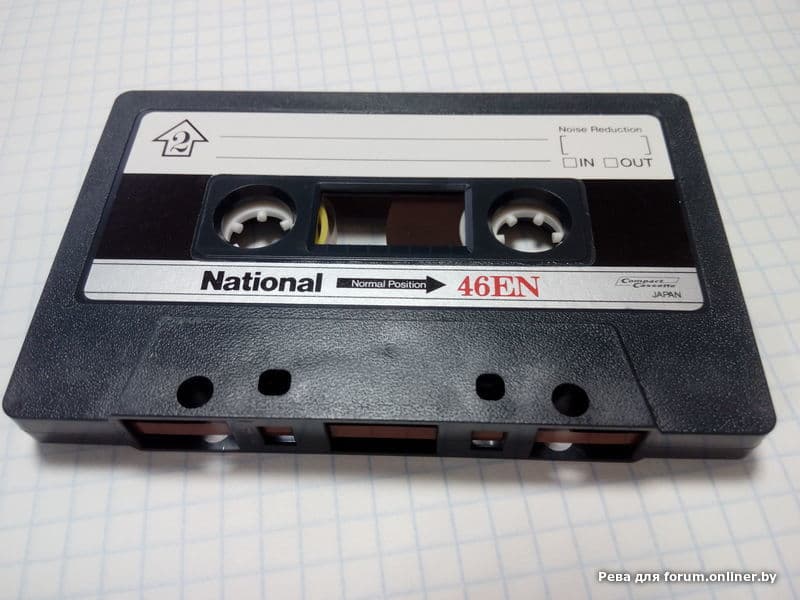 2
Noise Reduction
[ ]
□IN □OUT
National Normal Position 46EN
Compact Cassette
JAPAN
Рева для forum.onliner.by